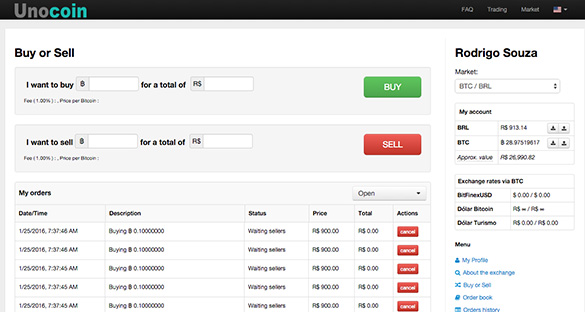 Unocoin
FAQ Trading Market
Buy or Sell
I want to buy ฿ for a total of R$ BUY
Fee ( 1.00% ) : , Price per Bitcoin :
I want to sell ฿ for a total of R$ SELL
Fee ( 1.00% ) : , Price per Bitcoin :
My orders Open
Date/Time Description Status Price Total Actions
1/25/2016, 7:37:46 AM Buying ฿ 0.10000000 Waiting sellers R$ 900.00 R$ 0.00 cancel
1/25/2016, 7:37:46 AM Buying ฿ 0.10000000 Waiting sellers R$ 900.00 R$ 0.00 cancel
1/25/2016, 7:37:45 AM Buying ฿ 0.10000000 Waiting sellers R$ 900.00 R$ 0.00 cancel
1/25/2016, 7:37:45 AM Buying ฿ 0.10000000 Waiting sellers R$ 900.00 R$ 0.00 cancel
1/25/2016, 7:37:45 AM Buying ฿ 0.10000000 Waiting sellers R$ 900.00 R$ 0.00 cancel
Rodrigo Souza
Market:
BTC / BRL
My account
BRL R$ 913.14
BTC ฿ 28.97519617
Approx. value R$ 26,990.82
Exchange rates via BTC
BitFinexUSD $ 0.00 / $ 0.00
Dólar Bitcoin R$ ∞ / R$ ∞
Dólar Turismo R$ 0.00 / R$ 0.00
Menu
My Profile
About the exchange
Buy or Sell
Order book
Orders history